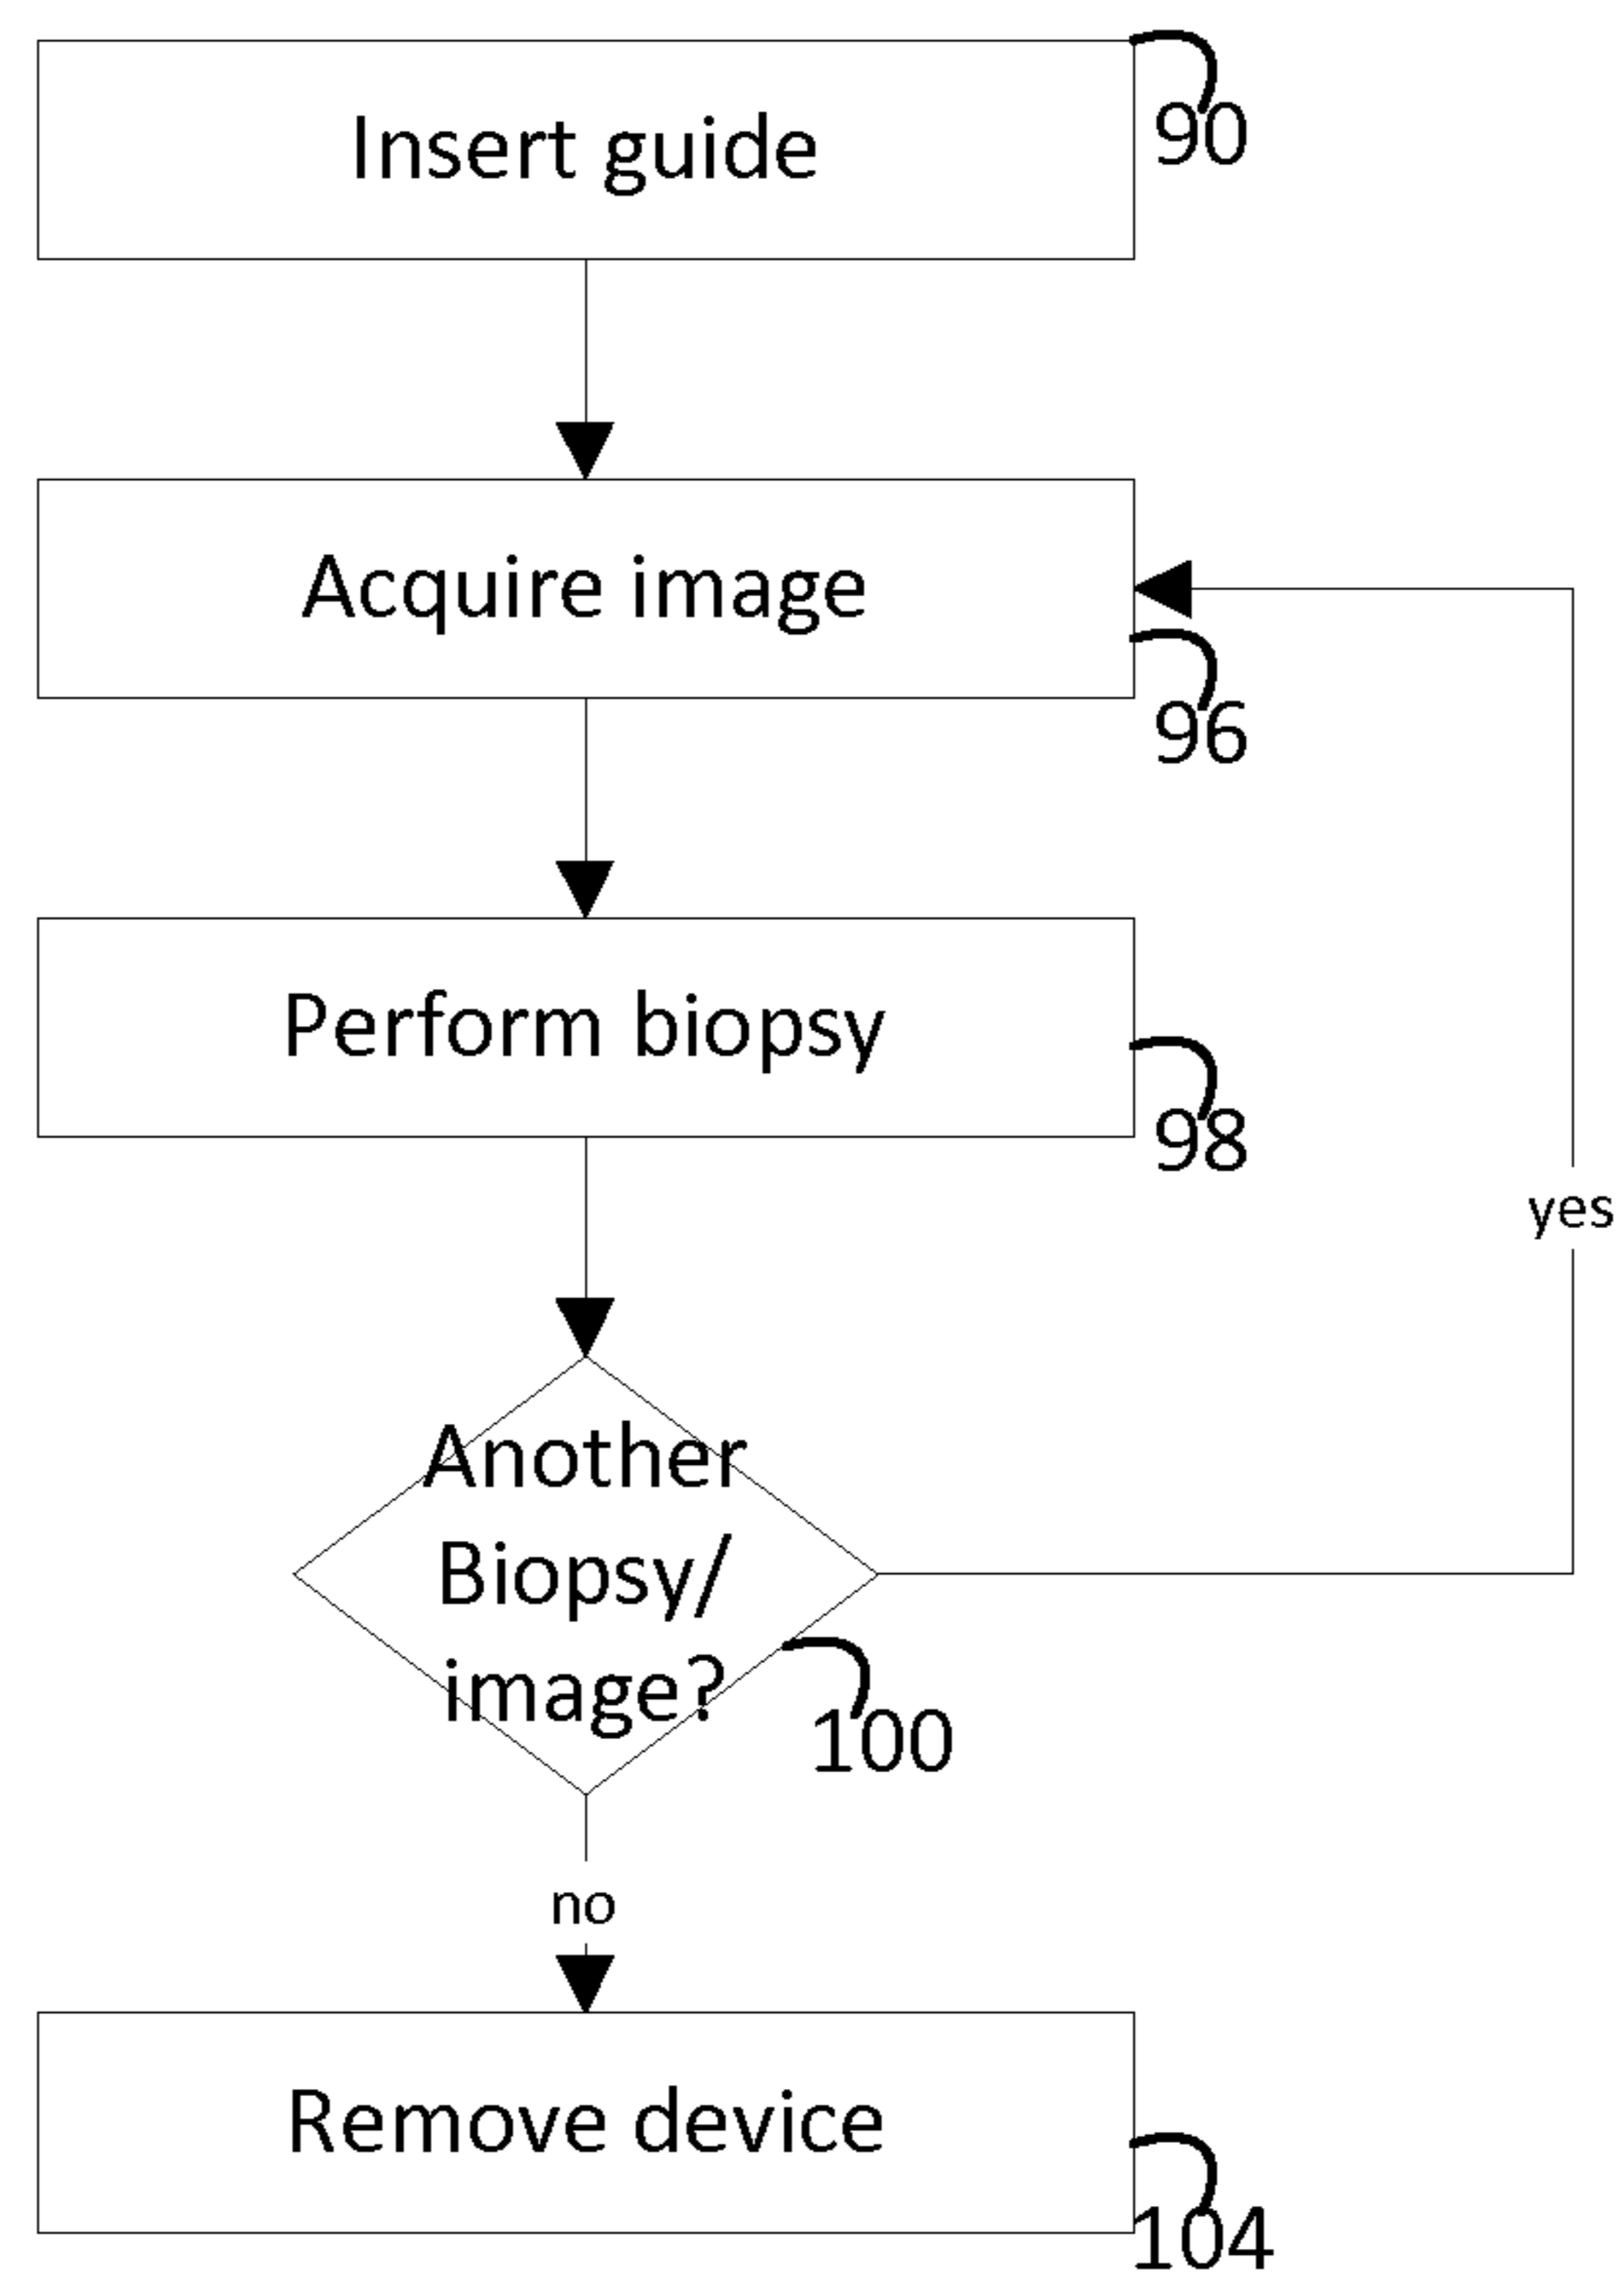 Insert guide
90
Acquire image
96
Perform biopsy
98
yes
Another
Biopsy/
image?
100
no
Remove device
104